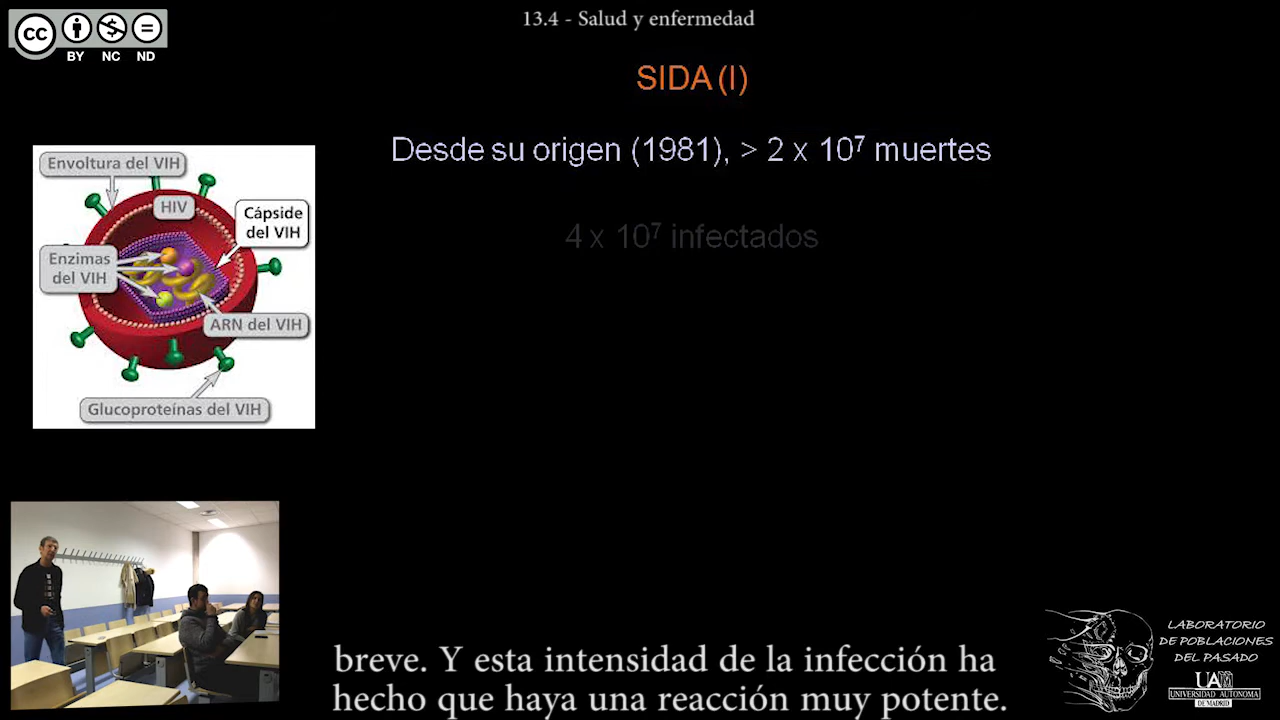 CC
BY NC ND
13.4 - Salud y enfermedad
SIDA (I)
Desde su origen (1981), > 2 x 10⁷ muertes
4 x 10⁷ infectados
Envoltura del VIH
HIV
Cápside
del VIH
Enzimas
del VIH
ARN del VIH
Glucoproteínas del VIH
breve. Y esta intensidad de la infección ha
hecho que haya una reacción muy potente.
LABORATORIO
DE POBLACIONES
DEL PASADO
UAM
UNIVERSIDAD AUTONOMA
DE MADRID